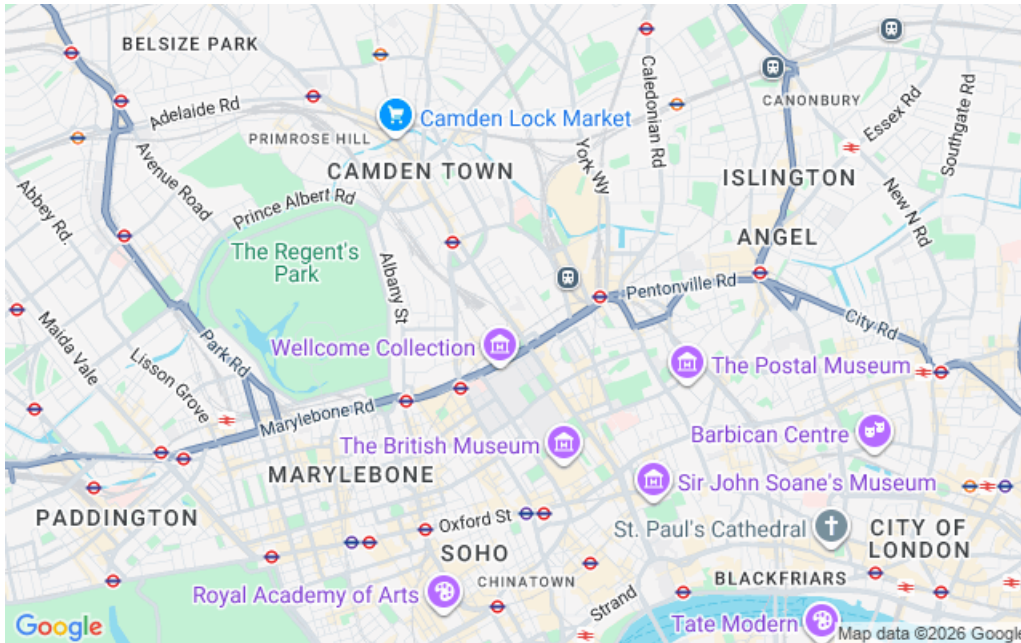 BELSIZE PARK
Caledonian Rd
CANONBURY
Adelaide Rd
Camden Lock Market
PRIMROSE HILL
Essex Rd
Southgate Rd
CAMDEN TOWN
York Wy
ISLINGTON
Avenue Road
Abbey Rd.
Prince Albert Rd
New N Rd
ANGEL
The Regent's
Park
Albany St
Pentonville Rd
City Rd
Maida Vale
Park Rd
Wellcome Collection
Lisson Grove
The Postal Museum
Marylebone Rd
The British Museum
Barbican Centre
MARYLEBONE
Sir John Soane's Museum
PADDINGTON
Oxford St
St. Paul's Cathedral
CITY OF
LONDON
SOHO
CHINATOWN
BLACKFRIARS
Royal Academy of Arts
Strand
Tate Modern
Google
Map data ©2026 Google